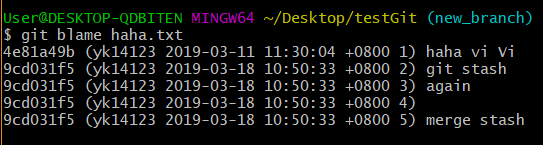 User@DESKTOP-QDBITEN MINGW64 ~/Desktop/testGit (new_branch)
$ git blame haha.txt
4e81a49b (yk14123 2019-03-11 11:30:04 +0800 1) haha vi Vi
9cd031f5 (yk14123 2019-03-18 10:50:33 +0800 2) git stash
9cd031f5 (yk14123 2019-03-18 10:50:33 +0800 3) again
9cd031f5 (yk14123 2019-03-18 10:50:33 +0800 4)
9cd031f5 (yk14123 2019-03-18 10:50:33 +0800 5) merge stash